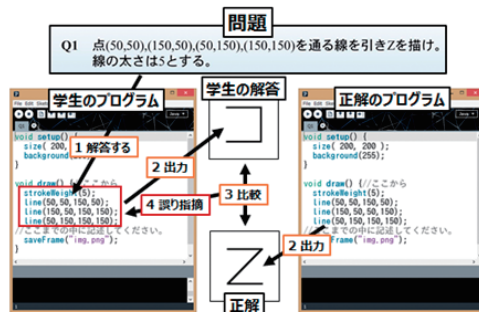 問題
Q1 点(50,50),(150,50),(50,150),(150,150)を通る線を引きZを描け。
線の太さは5とする。
学生のプログラム
学生の解答
正解のプログラム
1 解答する
2 出力
3 比較
4 誤り指摘
2 出力
正解
void setup() {
size( 200,
background(
}
void draw() {
ここから
strokeWeight(5);
line(50,50,150,50);
line(150,50,150,150);
line(50,150,150,150);
//ここまでの中に記述してください。
saveFrame("img.png");
}
void setup() {
size( 200, 200 );
background(255);
}
void draw() {//ここから
strokeWeight(5);
line(50,50,150,50);
line(150,50,50,150);
line(50,150,150,150);
//ここまでの中に記述してください。
Frame("img.png");
}